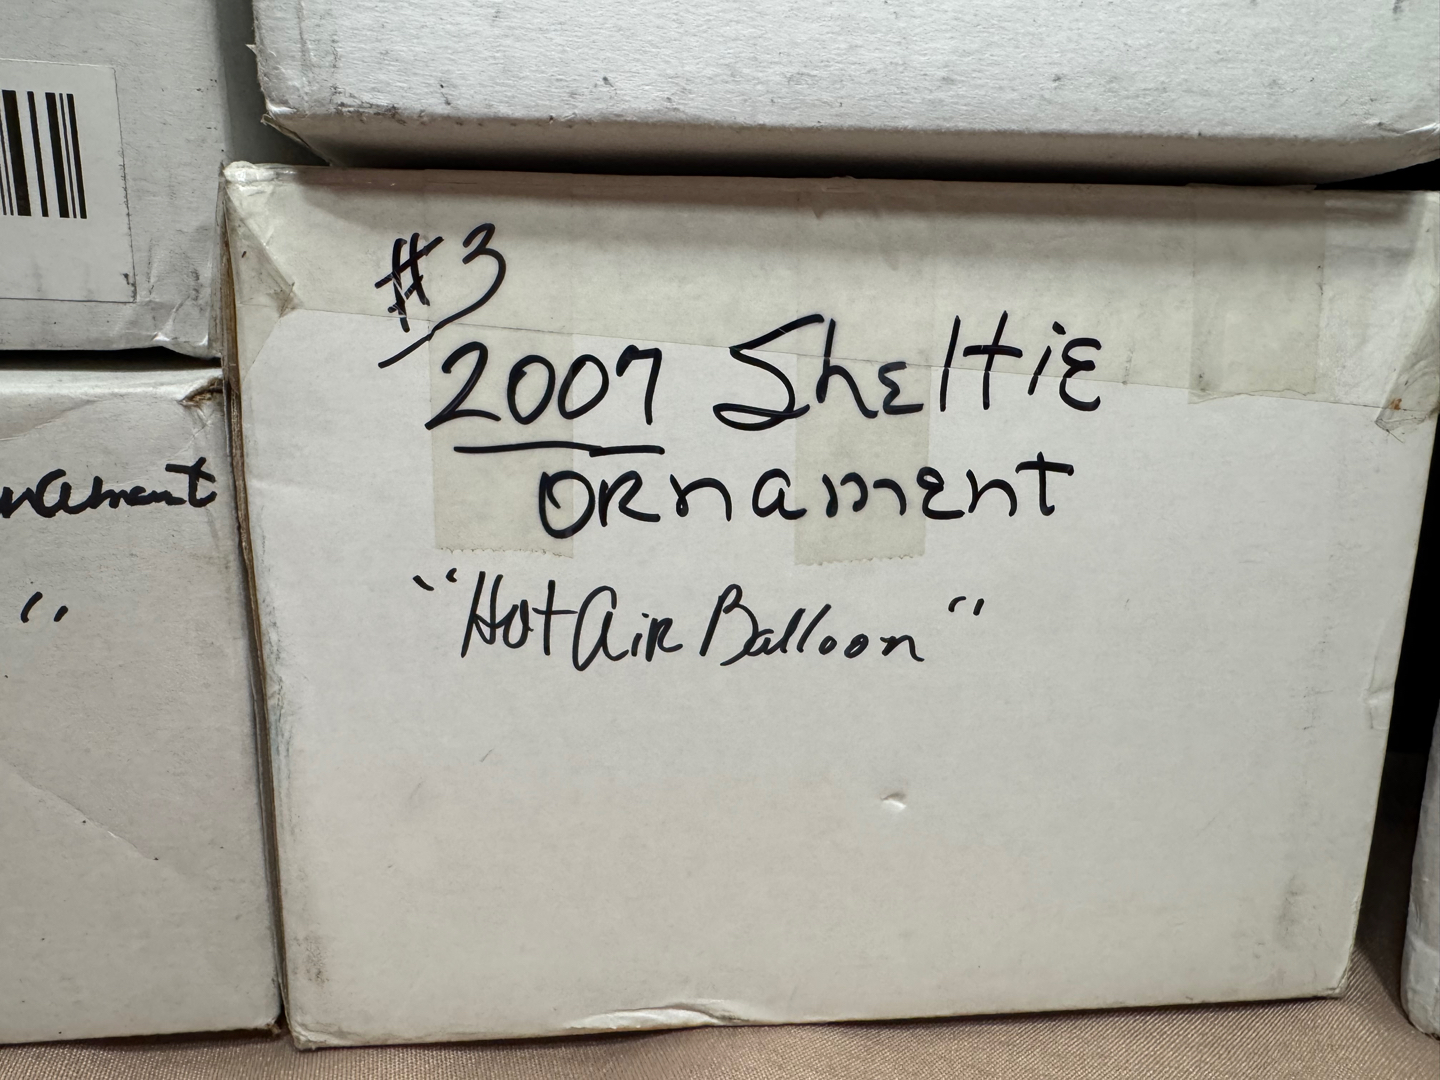 #3
2007 Sheltie
Ornament
"Hot Air Balloon"
"